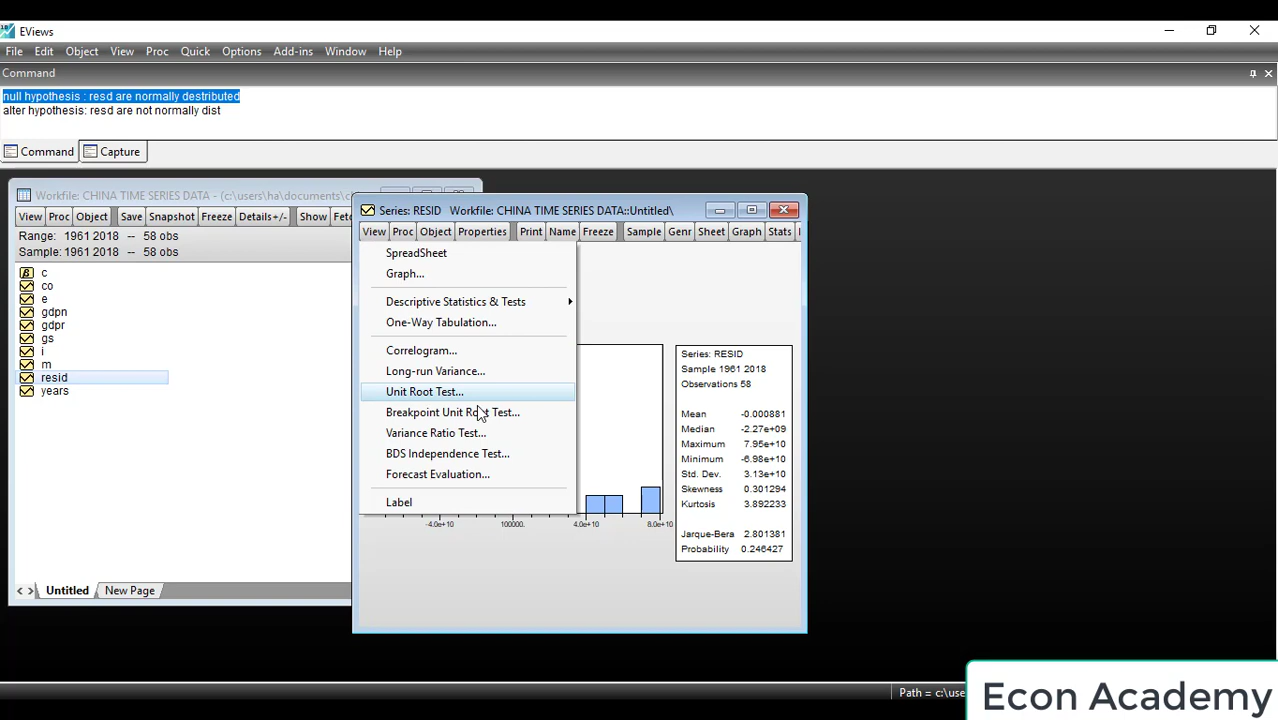 EViews
File Edit Object View Proc Quick Options Add-ins Window Help
Command
null hypothesis : resd are normally destributed
alter hypothesis: resd are not normally dist
Command Capture
Workfile: CHINA TIME SERIES DATA - (c:\users\ha\documents\c
View Proc Object Save Snapshot Freeze Details+/- Show Fetc
Range: 1961 2018 -- 58 obs
Sample: 1961 2018 -- 58 obs
c
co
e
gdpn
gdpr
gs
i
m
resid
years
Untitled New Page
Series: RESID Workfile: CHINA TIME SERIES DATA::Untitled\
View Proc Object Properties Print Name Freeze Sample Genr Sheet Graph Stats
SpreadSheet
Graph...
Descriptive Statistics & Tests
One-Way Tabulation...
Correlogram...
Long-run Variance...
Unit Root Test...
Breakpoint Unit Root Test...
Variance Ratio Test...
BDS Independence Test...
Forecast Evaluation...
Label
-4.0e+10 100000. 4.0e+10 8.0e+10
Series: RESID
Sample 1961 2018
Observations 58
Mean -0.000881
Median -2.27e+09
Maximum 7.95e+10
Minimum -6.98e+10
Std. Dev. 3.13e+10
Skewness 0.301294
Kurtosis 3.892233
Jarque-Bera 2.801381
Probability 0.246427
Path = c:\use
Econ Academy